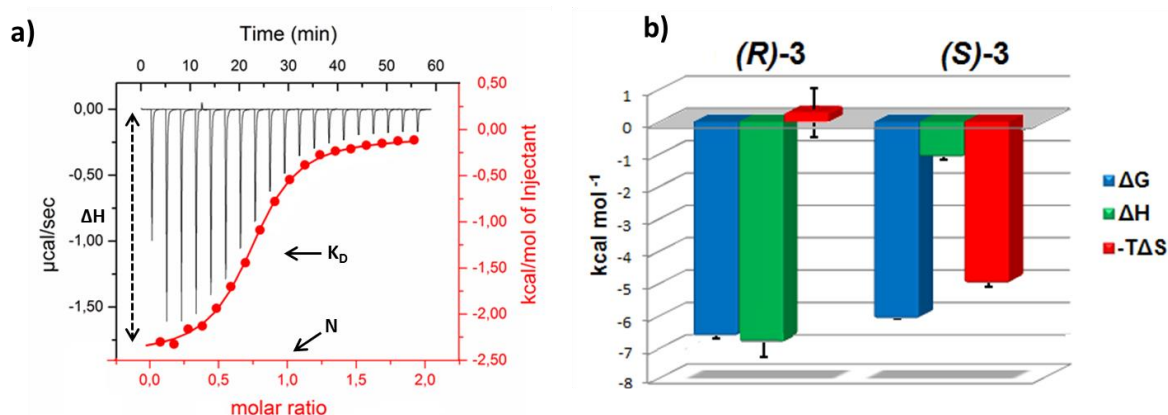 a)
Time (min)
0 10 20 30 40 50 60
0,00
-0,50
-1,00
-1,50
µcal/sec
ΔH
K_D
N
0,50
0,00
-0,50
-1,00
-1,50
-2,00
-2,50
kcal/mol of Injectant
0,0 0,5 1,0 1,5 2,0
molar ratio
b)
(R)-3 (S)-3
1
0
-1
-2
-3
-4
-5
-6
-7
-8
kcal mol ⁻¹
ΔG
ΔH
-TΔS